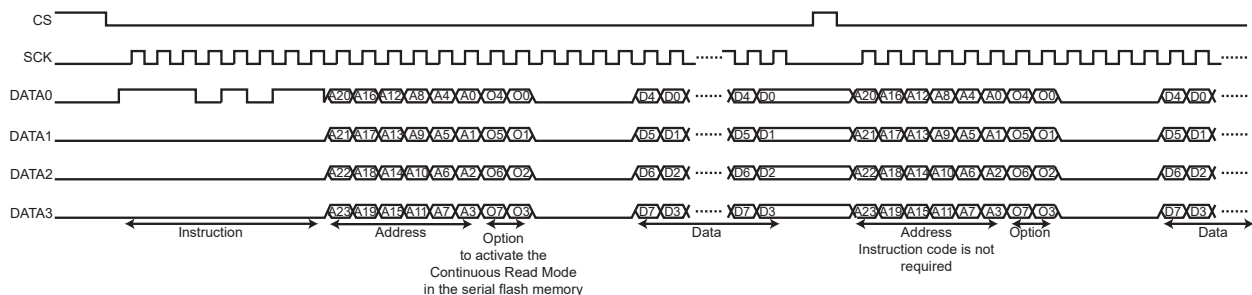 CS
SCK
DATA0 A20 A16 A12 A8 A4 A0 O4 O0 D4 D0 D4 D0 A20 A16 A12 A8 A4 A0 O4 O0 D4 D0
DATA1 A21 A17 A13 A9 A5 A1 O5 O1 D5 D1 D5 D1 A21 A17 A13 A9 A5 A1 O5 O1 D5 D1
DATA2 A22 A18 A14 A10 A6 A2 O6 O2 D6 D2 D6 D2 A22 A18 A14 A10 A6 A2 O6 O2 D6 D2
DATA3 A23 A19 A15 A11 A7 A3 O7 O3 D7 D3 D7 D3 A23 A19 A15 A11 A7 A3 O7 O3 D7 D3
Instruction Address Option Data Address Option Data
to activate the
Continuous Read Mode
in the serial flash memory
Instruction code is not
required